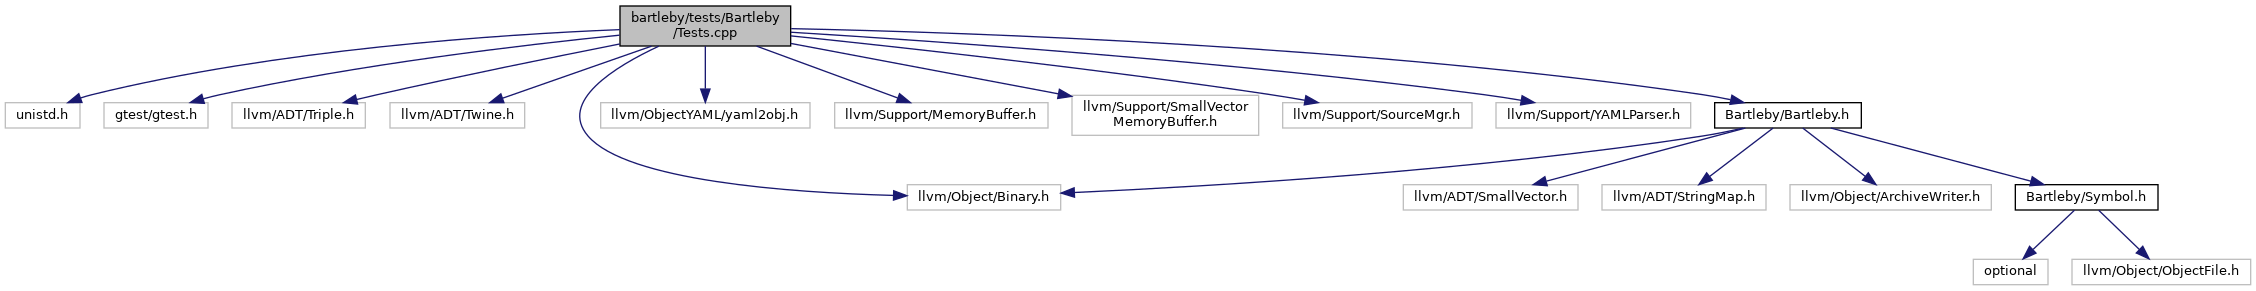 bartleby/tests/Bartleby
/Tests.cpp
unistd.h
gtest/gtest.h
llvm/ADT/Triple.h
llvm/ADT/Twine.h
llvm/ObjectYAML/yaml2obj.h
llvm/Support/MemoryBuffer.h
llvm/Support/SmallVector
MemoryBuffer.h
llvm/Support/SourceMgr.h
llvm/Support/YAMLParser.h
Bartleby/Bartleby.h
llvm/Object/Binary.h
llvm/ADT/SmallVector.h
llvm/ADT/StringMap.h
llvm/Object/ArchiveWriter.h
Bartleby/Symbol.h
optional
llvm/Object/ObjectFile.h